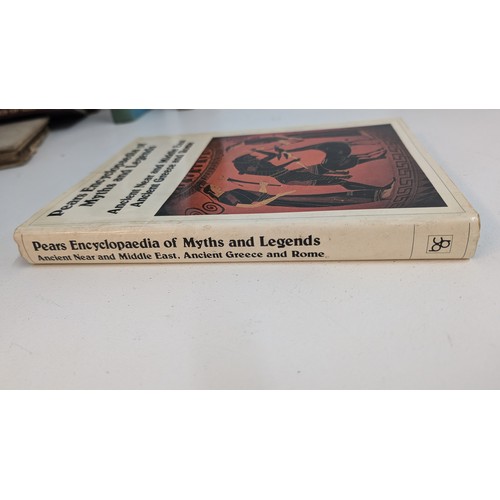 Pears Encyclopaedia of
Myths and Legends
Ancient Near and Middle East
Ancient Greece and Rome
Pears Encyclopaedia of Myths and Legends
Ancient Near and Middle East, Ancient Greece and Rome